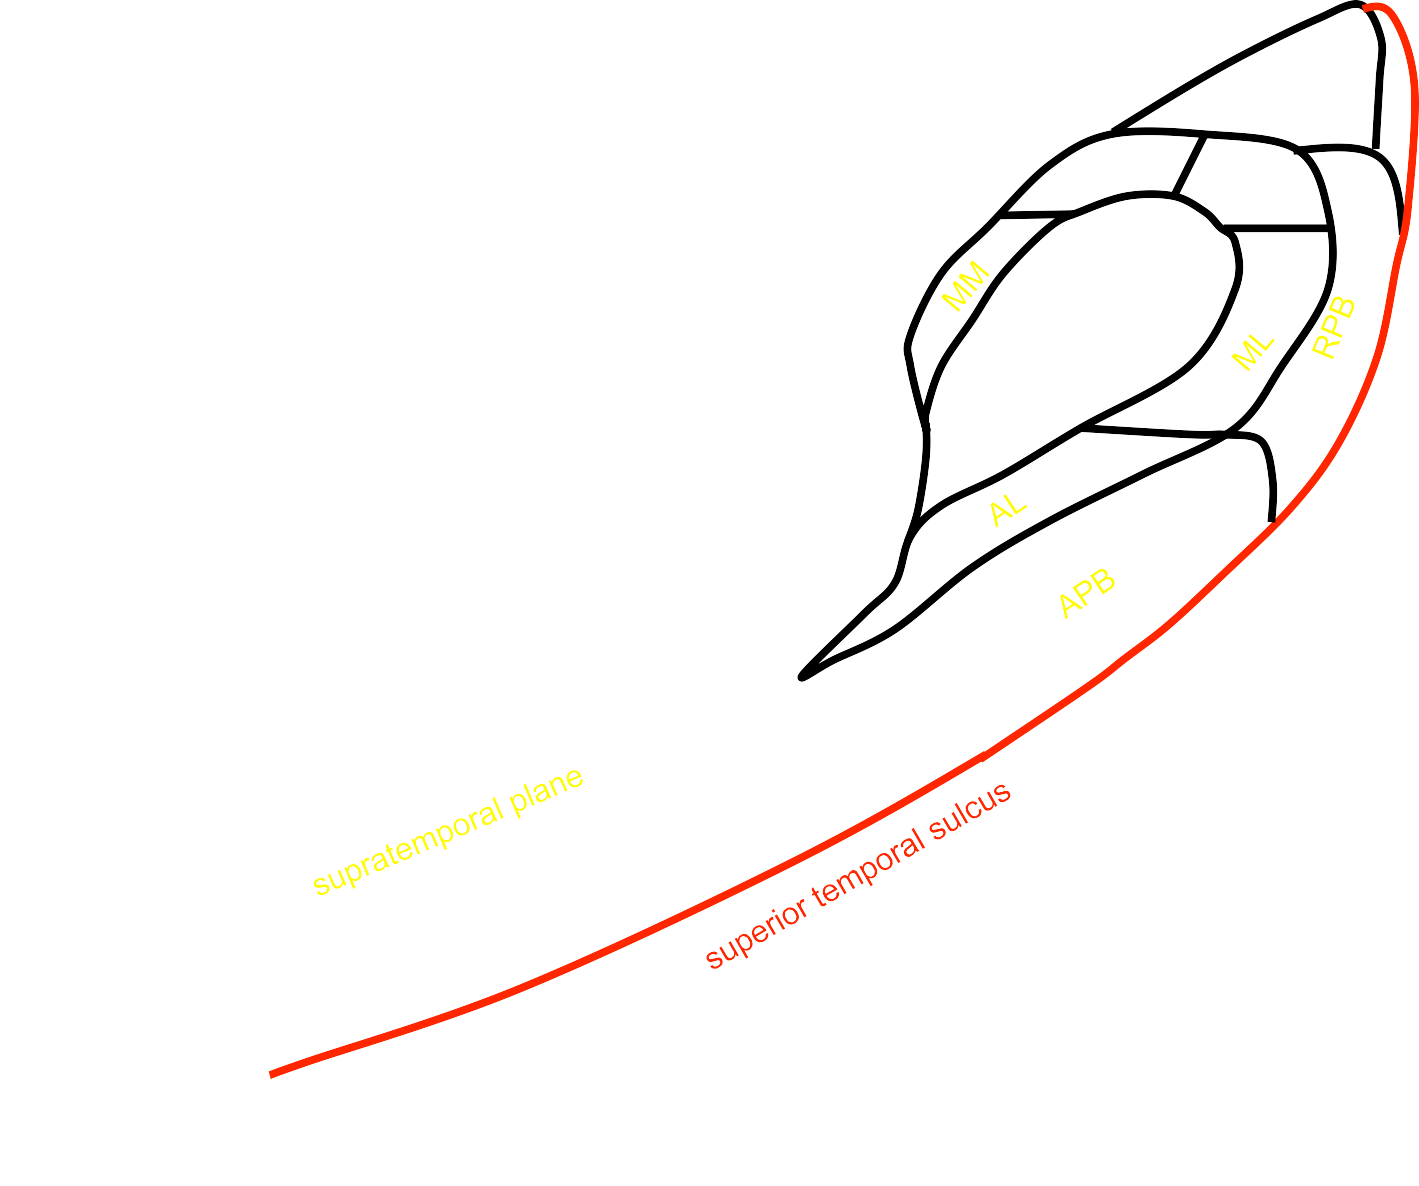 MM
RPB
ML
AL
APB
supratemporal plane
superior temporal sulcus